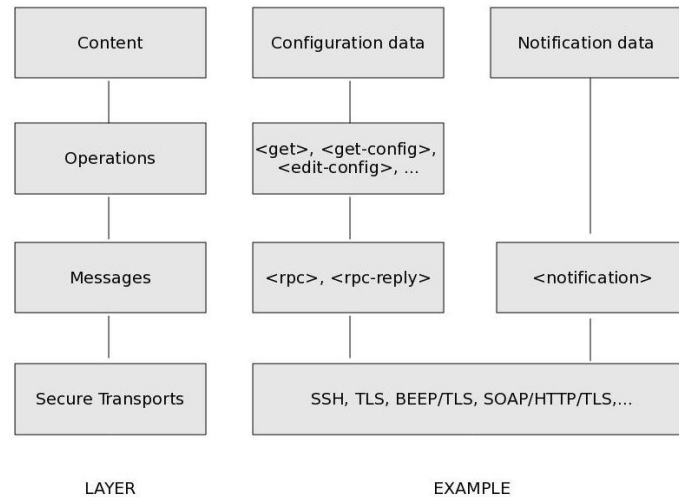 Content
Configuration data
Notification data
Operations
<get>, <get-config>,
<edit-config>, ...
Messages
<rpc>, <rpc-reply>
<notification>
Secure Transports
SSH, TLS, BEEP/TLS, SOAP/HTTP/TLS,...
LAYER
EXAMPLE